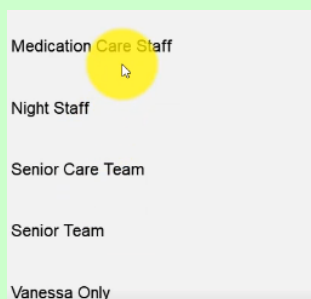 Medication Care Staff
Night Staff
Senior Care Team
Senior Team
Vanessa Only